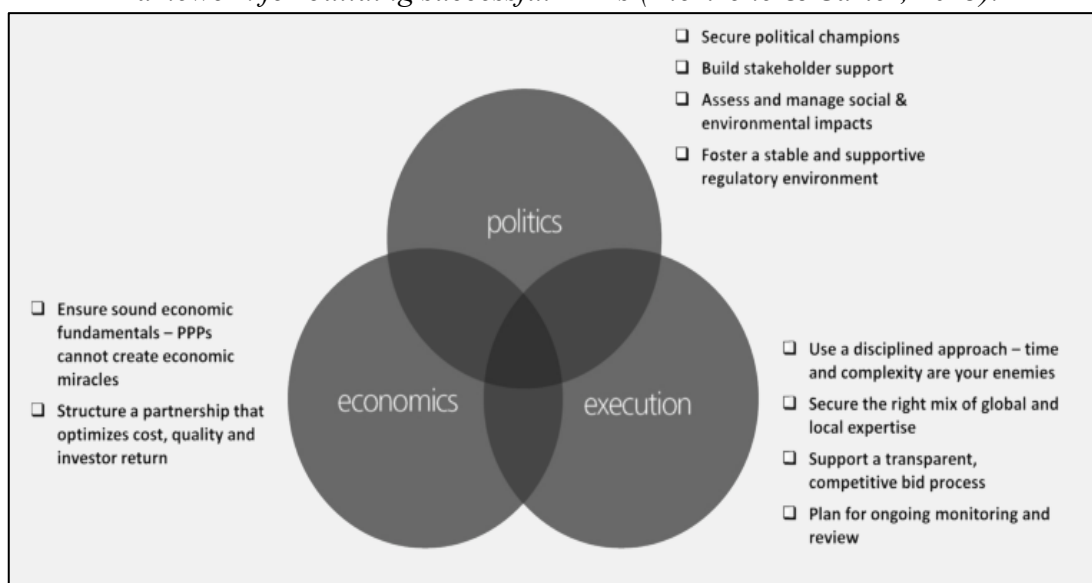 for building successful
❑ Secure political champions
❑ Build stakeholder support
❑ Assess and manage social &
environmental impacts
❑ Foster a stable and supportive
regulatory environment
politics
❑ Ensure sound economic
fundamentals – PPPs
cannot create economic
miracles
❑ Structure a partnership that
optimizes cost, quality and
investor return
economics
execution
❑ Use a disciplined approach – time
and complexity are your enemies
❑ Secure the right mix of global and
local expertise
❑ Support a transparent,
competitive bid process
❑ Plan for ongoing monitoring and
review